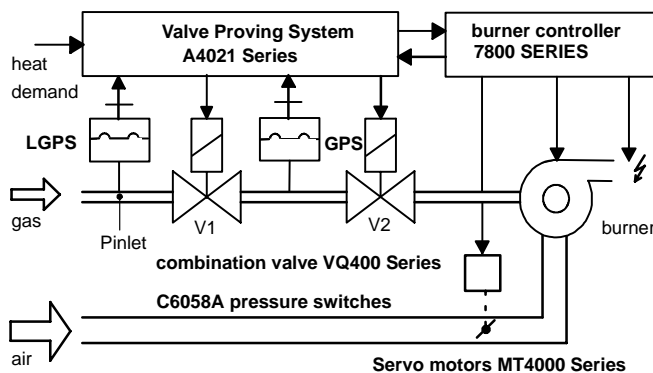 Valve Proving System
A4021 Series
burner controller
7800 SERIES
heat
demand
LGPS
GPS
gas
Pinlet
V1
V2
burner
combination valve VQ400 Series
C6058A pressure switches
air
Servo motors MT4000 Series